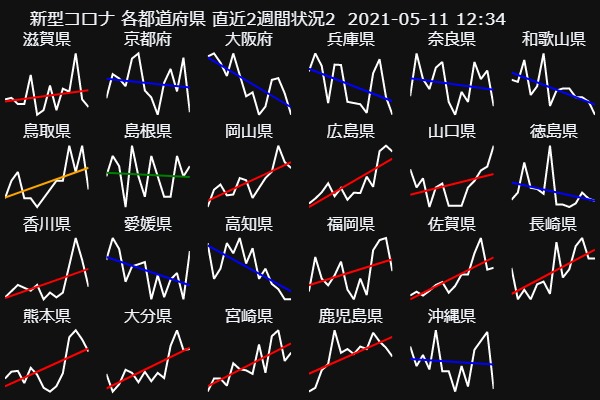 新型コロナ 各都道府県 直近2週間状況2 2021-05-11 12:34
滋賀県 京都府 大阪府 兵庫県 奈良県 和歌山県
鳥取県 島根県 岡山県 広島県 山口県 徳島県
香川県 愛媛県 高知県 福岡県 佐賀県 長崎県
熊本県 大分県 宮崎県 鹿児島県 沖縄県